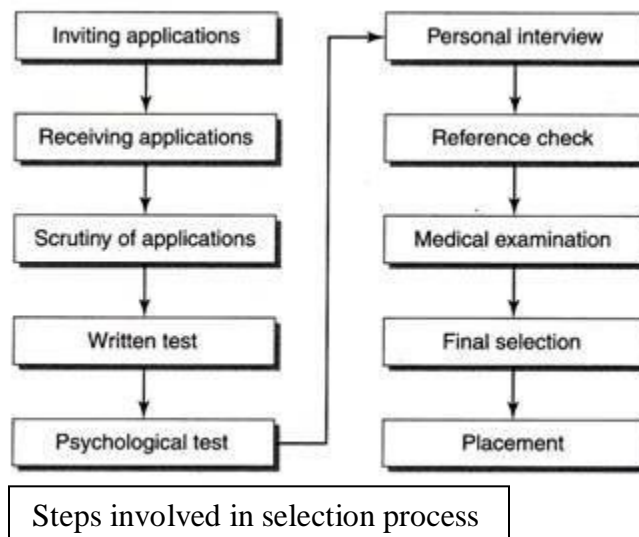 Inviting applications
Receiving applications
Scrutiny of applications
Written test
Psychological test
Personal interview
Reference check
Medical examination
Final selection
Placement
Steps involved in selection process